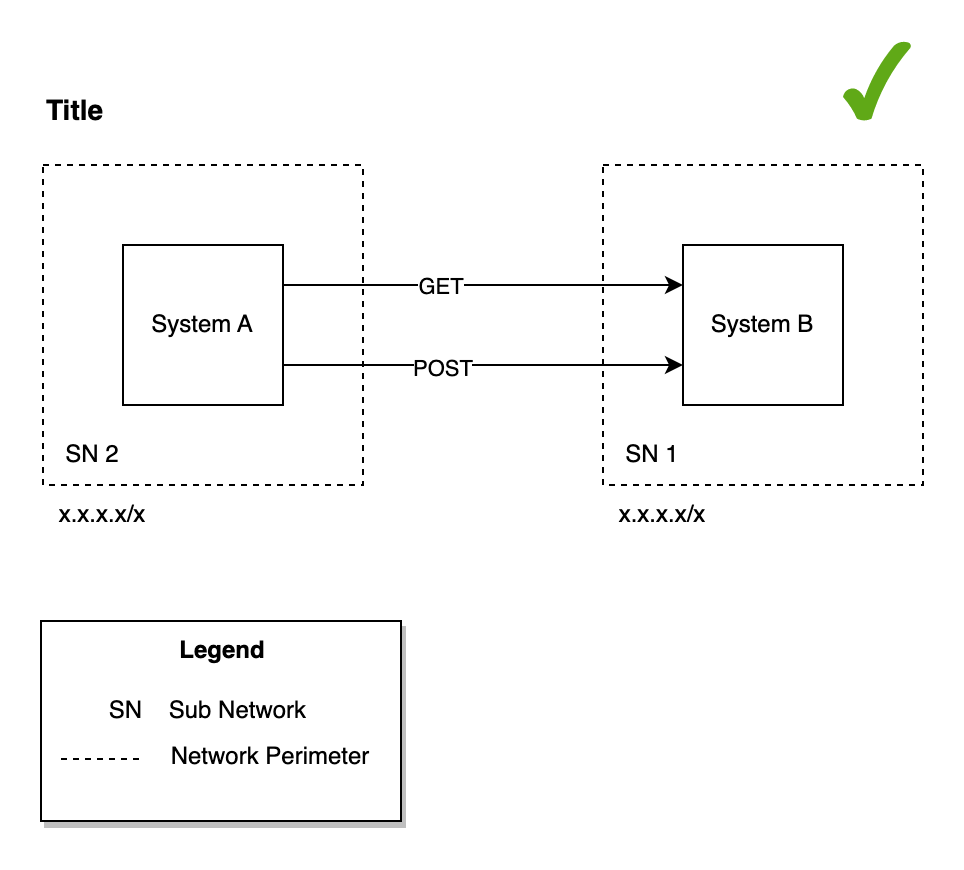 Title
GET
System A
System B
POST
SN 2
SN 1
x.x.x.x/x
x.x.x.x/x
Legend
SN Sub Network
Network Perimeter